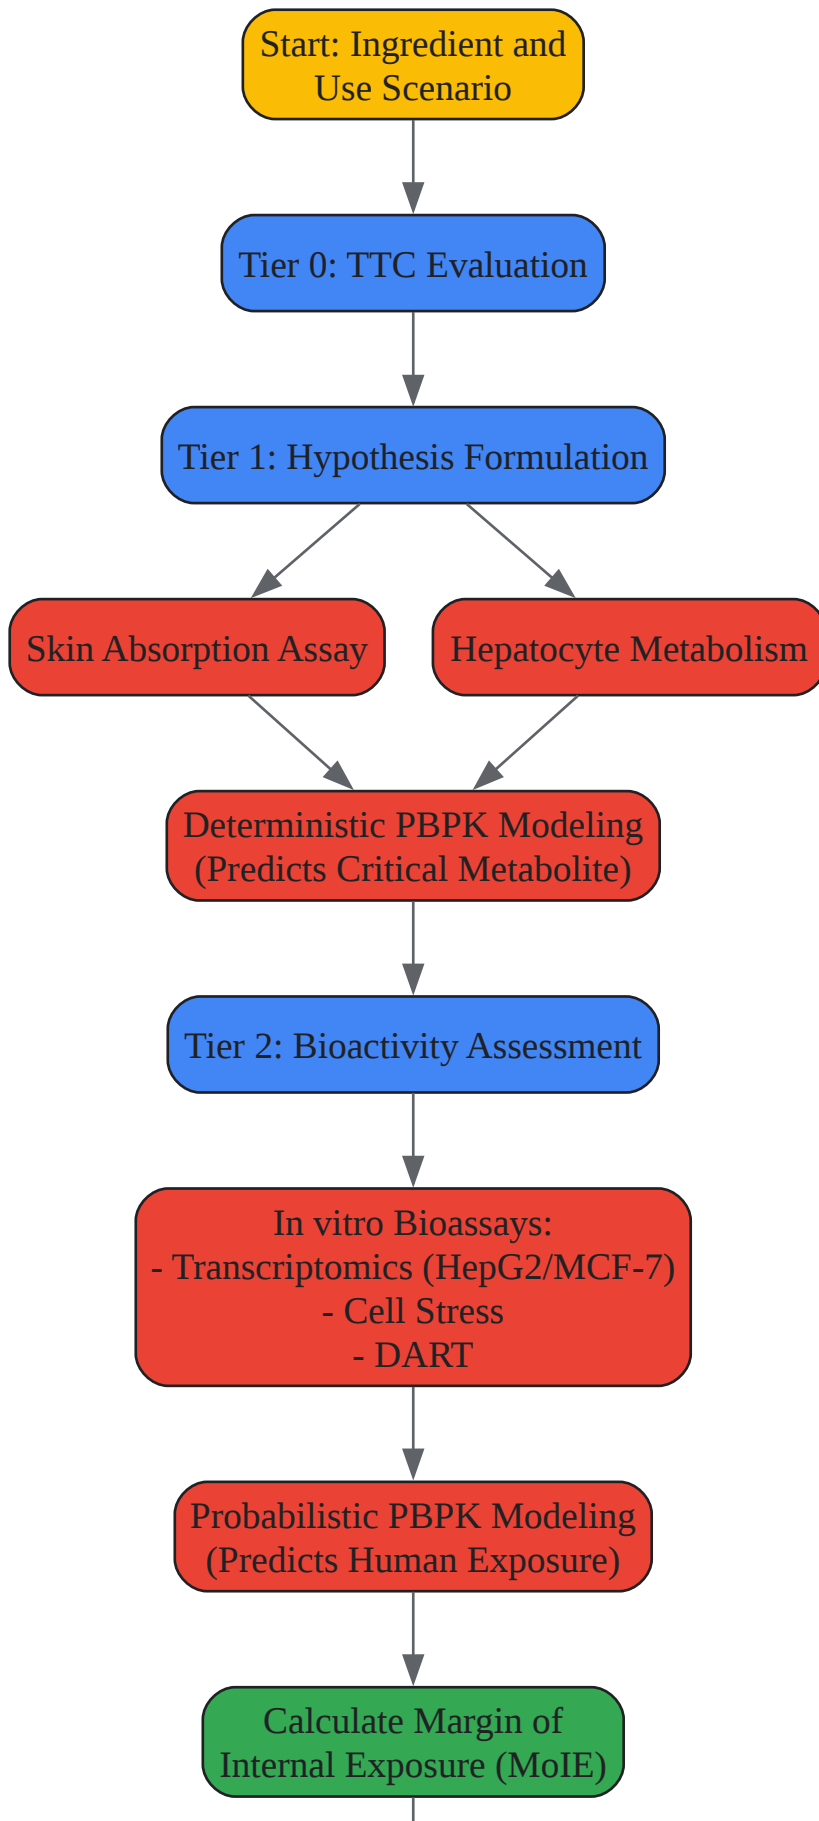 Start: Ingredient and
Use Scenario
Tier 0: TTC Evaluation
Tier 1: Hypothesis Formulation
Skin Absorption Assay
Hepatocyte Metabolism
Deterministic PBPK Modeling
(Predicts Critical Metabolite)
Tier 2: Bioactivity Assessment
In vitro Bioassays:
- Transcriptomics (HepG2/MCF-7)
- Cell Stress
- DART
Probabilistic PBPK Modeling
(Predicts Human Exposure)
Calculate Margin of
Internal Exposure (MoIE)